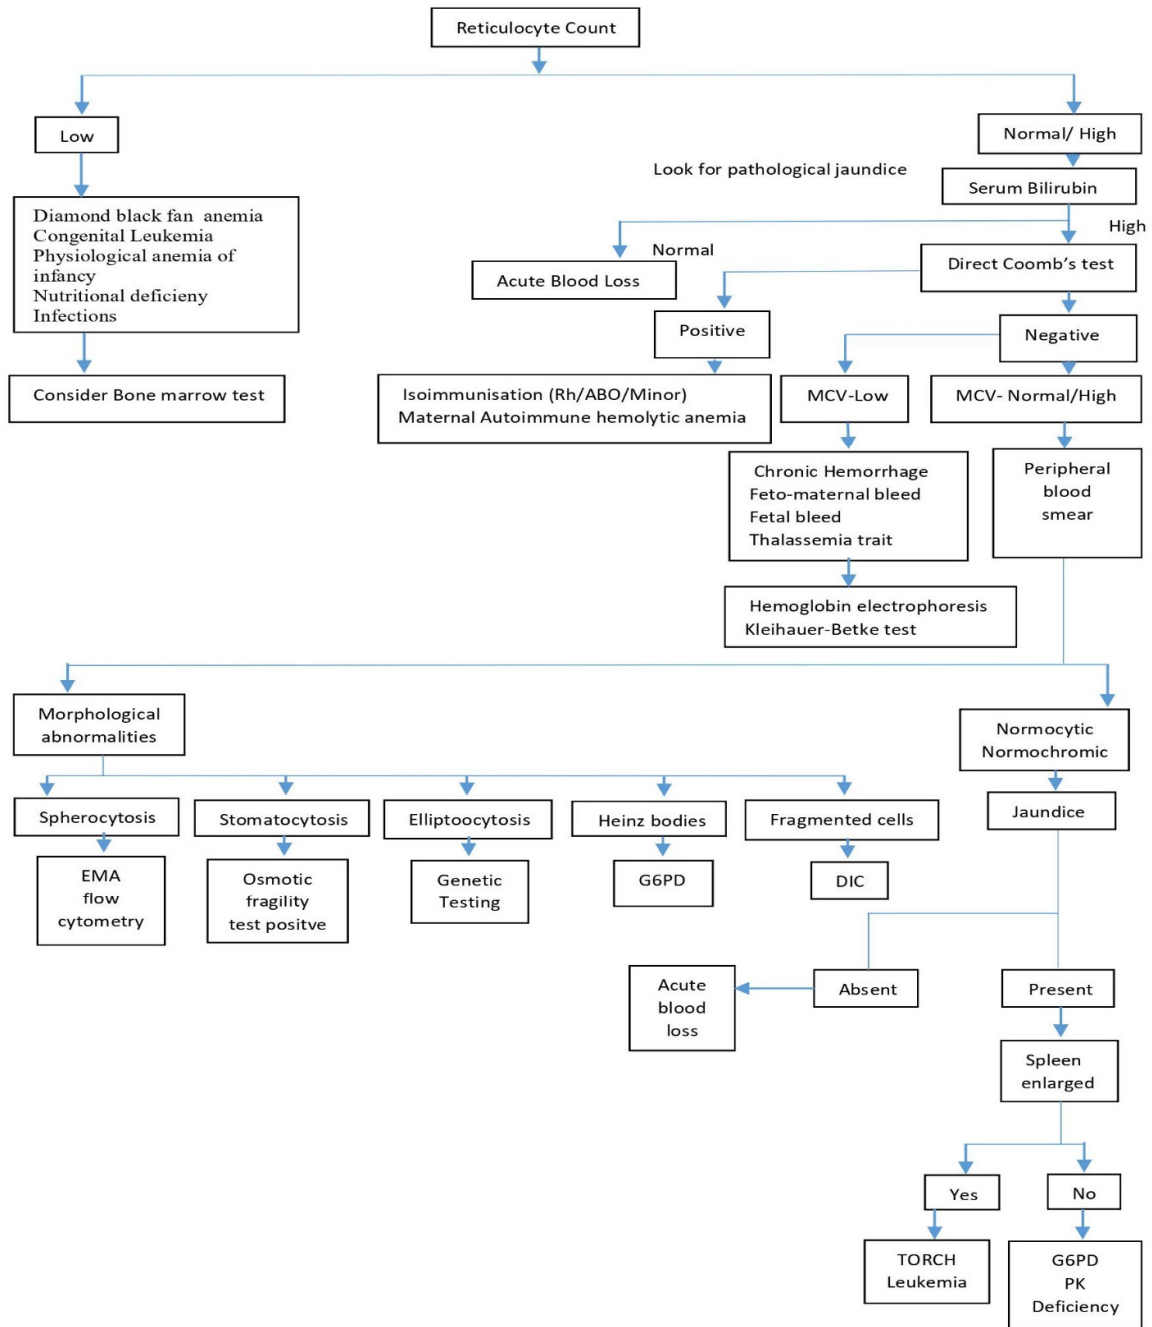 Reticulocyte Count
Low
Normal/ High
Look for pathological jaundice
Serum Bilirubin
High
Normal
Diamond black fan anemia
Congenital Leukemia
Physiological anemia of
infancy
Nutritional deficieny
Infections
Acute Blood Loss
Direct Coomb's test
Positive
Negative
Consider Bone marrow test
Isoimmunisation (Rh/ABO/Minor)
Maternal Autoimmune hemolytic anemia
MCV-Low
MCV- Normal/High
Chronic Hemorrhage
Feto-maternal bleed
Fetal bleed
Thalassemia trait
Peripheral
blood
smear
Hemoglobin electrophoresis
Kleihauer-Betke test
Morphological
abnormalities
Normocytic
Normochromic
Spherocytosis
Stomatocytosis
Elliptoocytosis
Heinz bodies
Fragmented cells
Jaundice
EMA
flow
cytometry
Osmotic
fragility
test positve
Genetic
Testing
G6PD
DIC
Acute
blood
loss
Absent
Present
Spleen
enlarged
Yes
No
TORCH
Leukemia
G6PD
PK
Deficiency